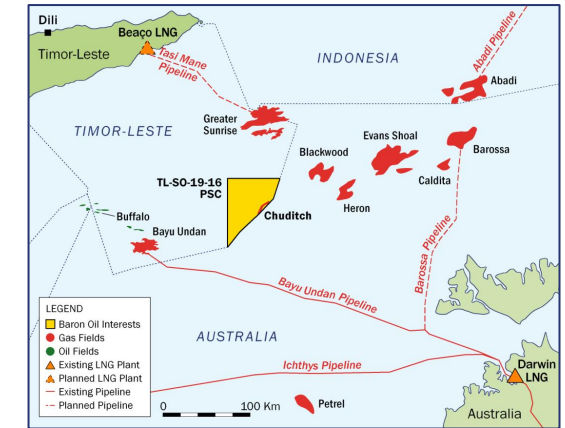 Dili
Beaço LNG
Timor-Leste
Tasi Mane
Pipeline
INDONESIA
Abadi Pipeline
Abadi
Greater
Sunrise
TIMOR-LESTE
Blackwood
Evans Shoal
Barossa
Caldita
Heron
TL-SO-19-16
PSC
Chuditch
Buffalo
Bayu Undan
Bayu Undan Pipeline
Barossa Pipeline
AUSTRALIA
Ichthys Pipeline
Darwin
LNG
Petrel
Australia
LEGEND
Baron Oil Interests
Gas Fields
Oil Fields
Existing LNG Plant
Planned LNG Plant
Existing Pipeline
Planned Pipeline
0 100 Km